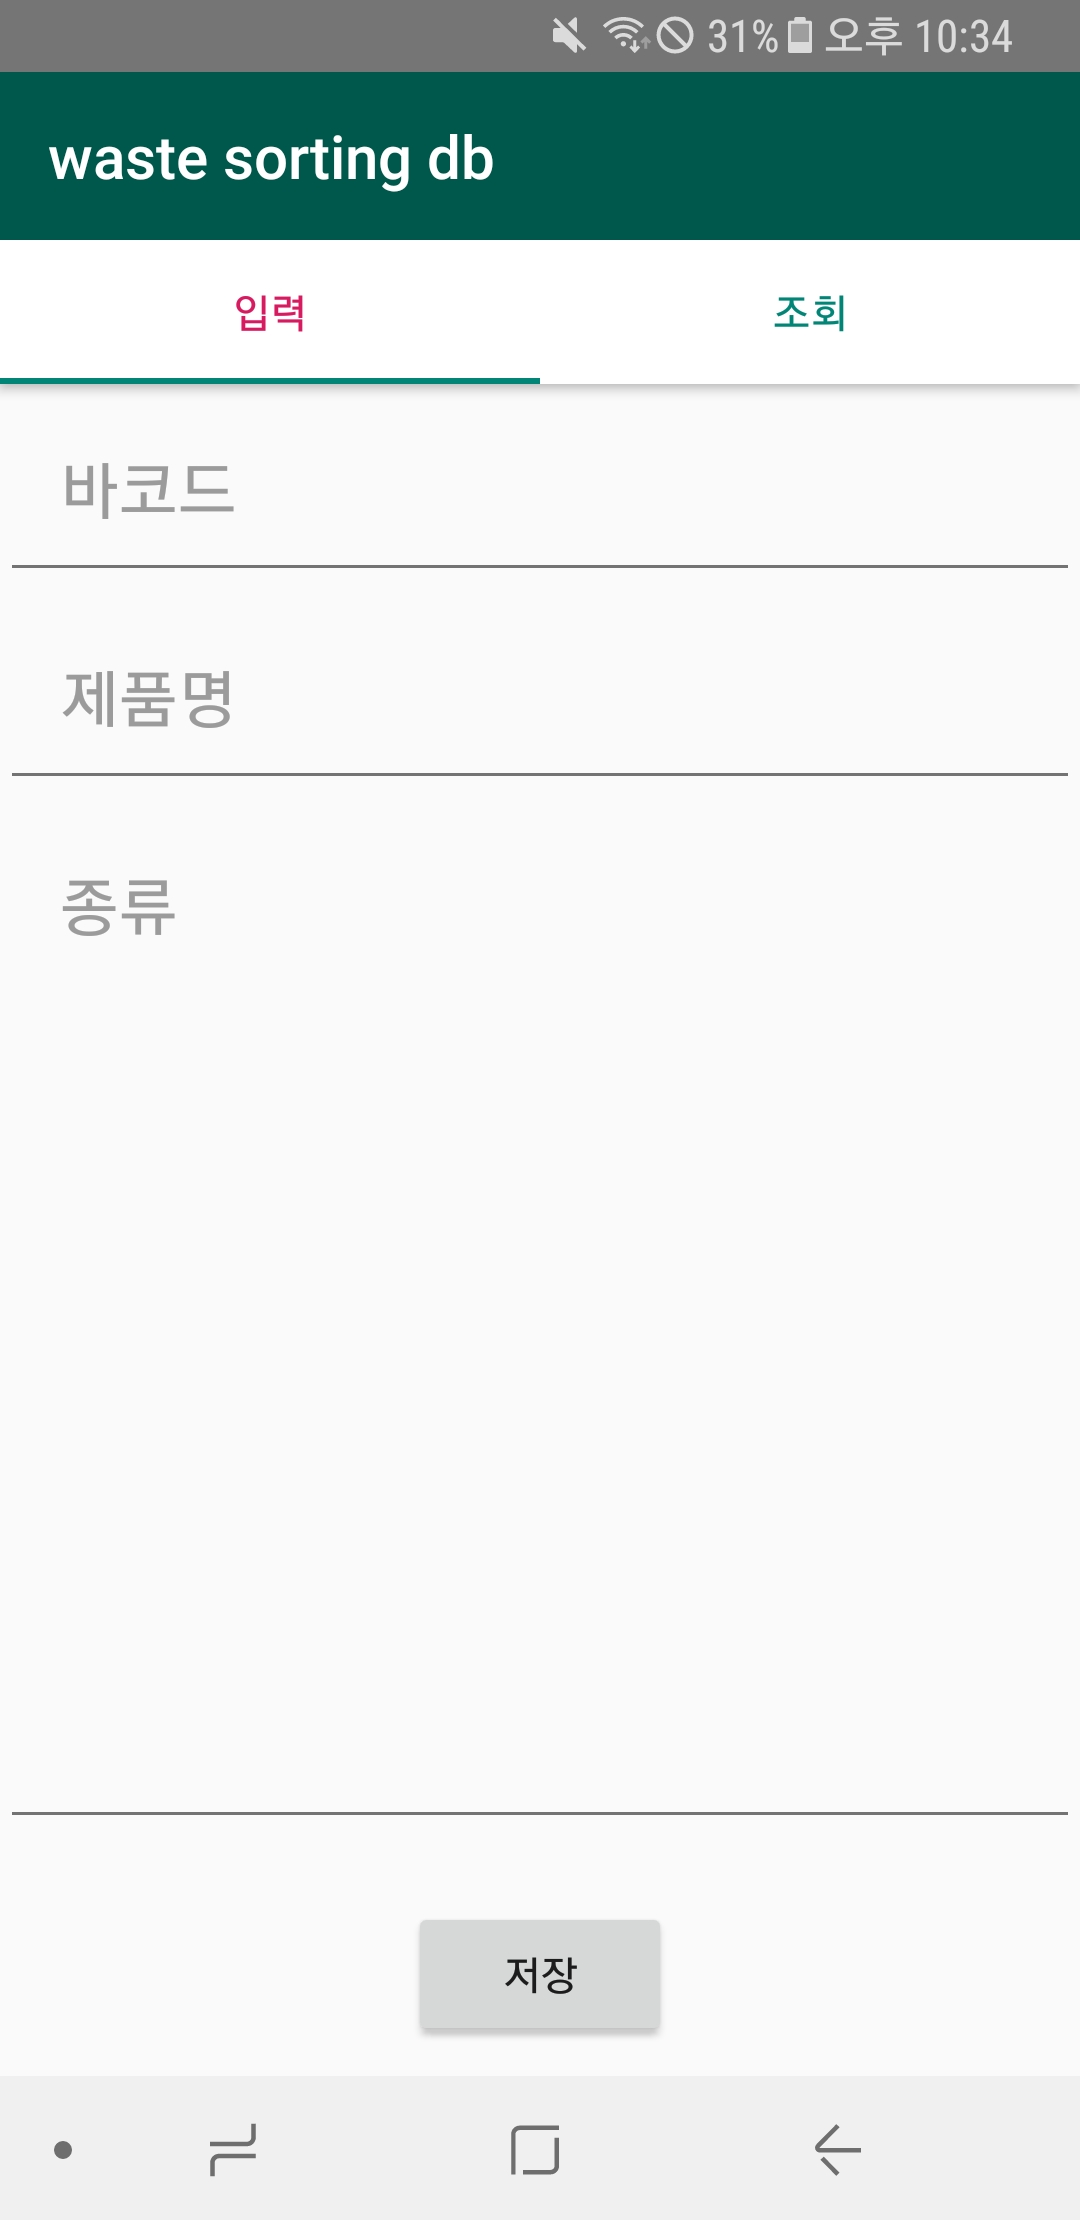 31% 오후 10:34
waste sorting db
입력 조회
바코드
제품명
종류
저장